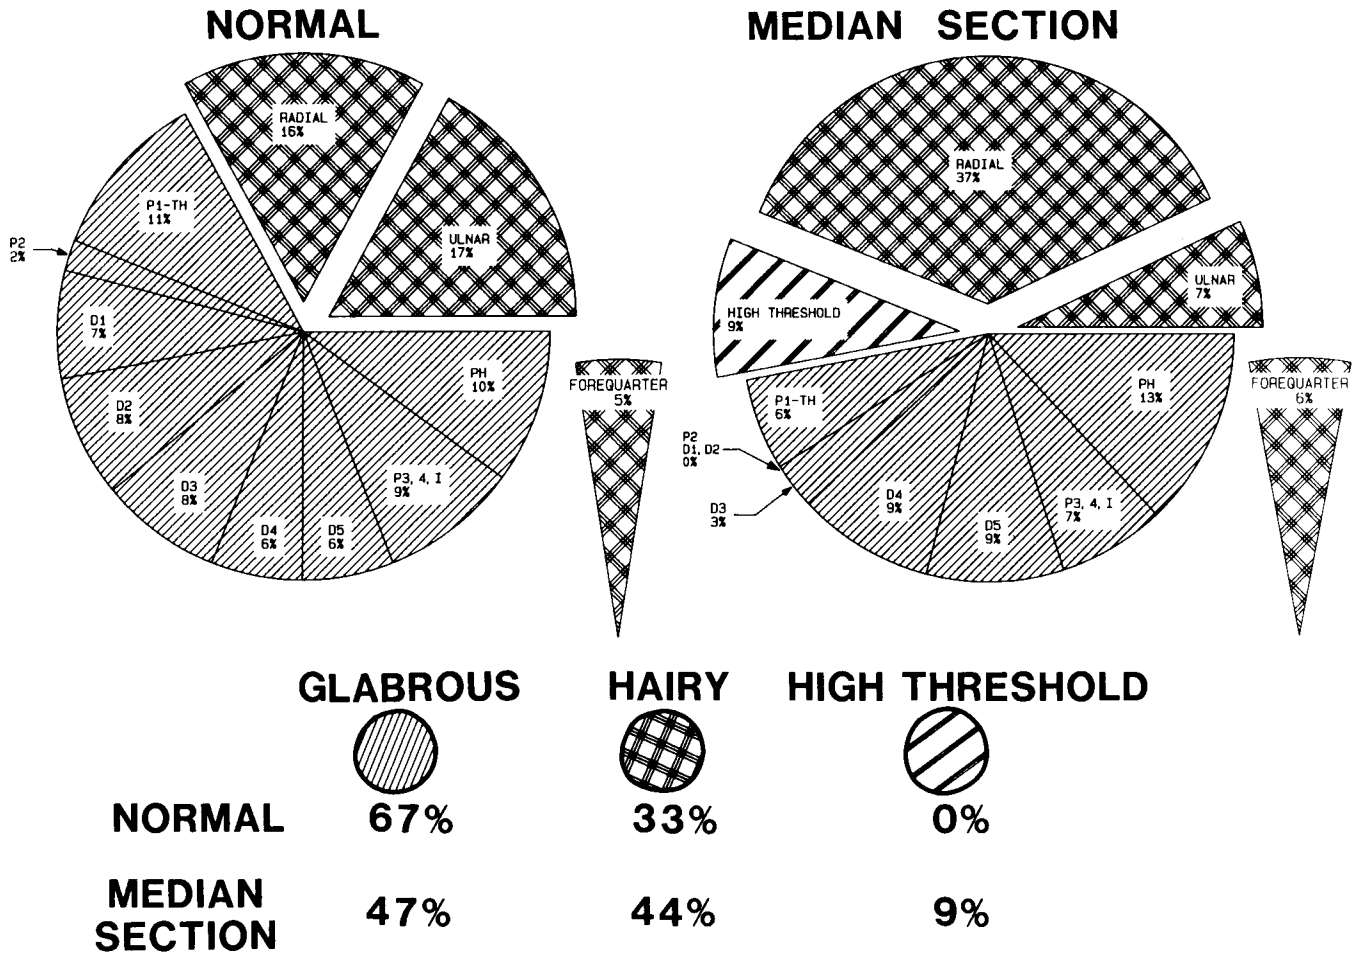 NORMAL
MEDIAN SECTION
RADIAL
16%
ULNAR
17%
P1-TH
11%
P2
2%
D1
7%
D2
8%
D3
8%
D4
6%
D5
6%
P3, 4, I
9%
PH
10%
FOREQUARTER
5%
RADIAL
37%
ULNAR
7%
HIGH THRESHOLD
9%
P1-TH
6%
P2
D1, D2
0%
D3
3%
D4
9%
D5
9%
P3, 4, I
7%
PH
13%
FOREQUARTER
6%
GLABROUS HAIRY HIGH THRESHOLD
NORMAL 67% 33% 0%
MEDIAN
SECTION 47% 44% 9%